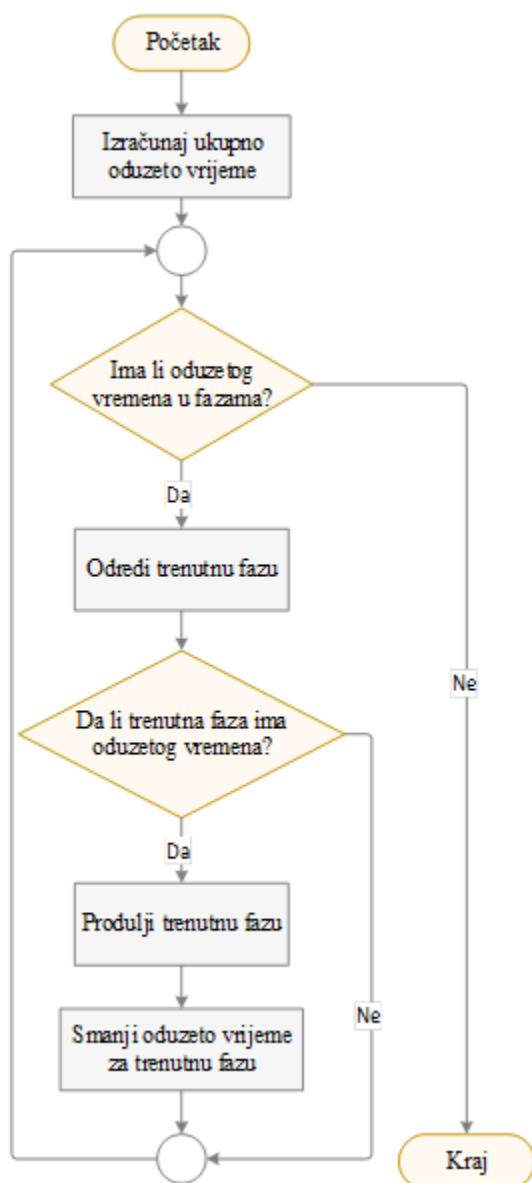 Početak
Izračunaj ukupno
oduzeto vrijeme
Ima li oduzetog
vremena u fazama?
Da
Odredi trenutnu fazu
Ne
Da li trenutna faza ima
oduzetog vremena?
Da
Produlji trenutnu fazu
Ne
Smanji oduzeto vrijeme
za trenutnu fazu
Kraj